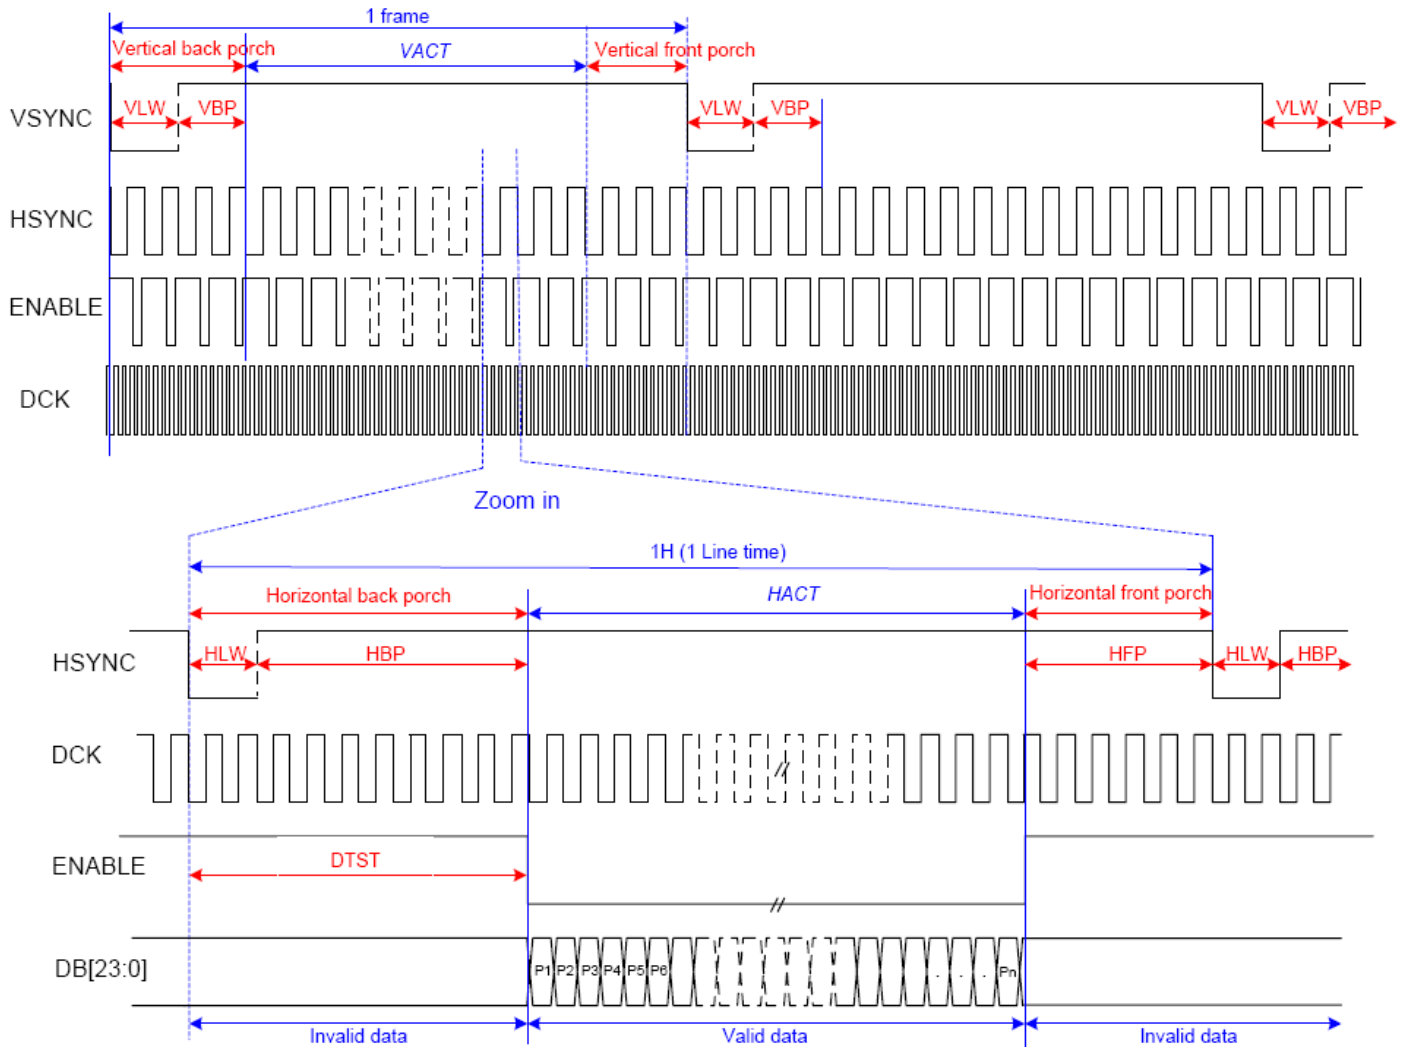 1 frame
Vertical back porch VACT Vertical front porch
VSYNC VLW VBP VLW VBP VLW VBP
HSYNC
ENABLE
DCK
Zoom in
1H (1 Line time)
Horizontal back porch HACT Horizontal front porch
HSYNC HLW HBP HFP HLW HBP
DCK //
ENABLE DTST
//
DB[23:0] P1 P2 P3 P4 P5 P6 . . . Pn
Invalid data Valid data Invalid data